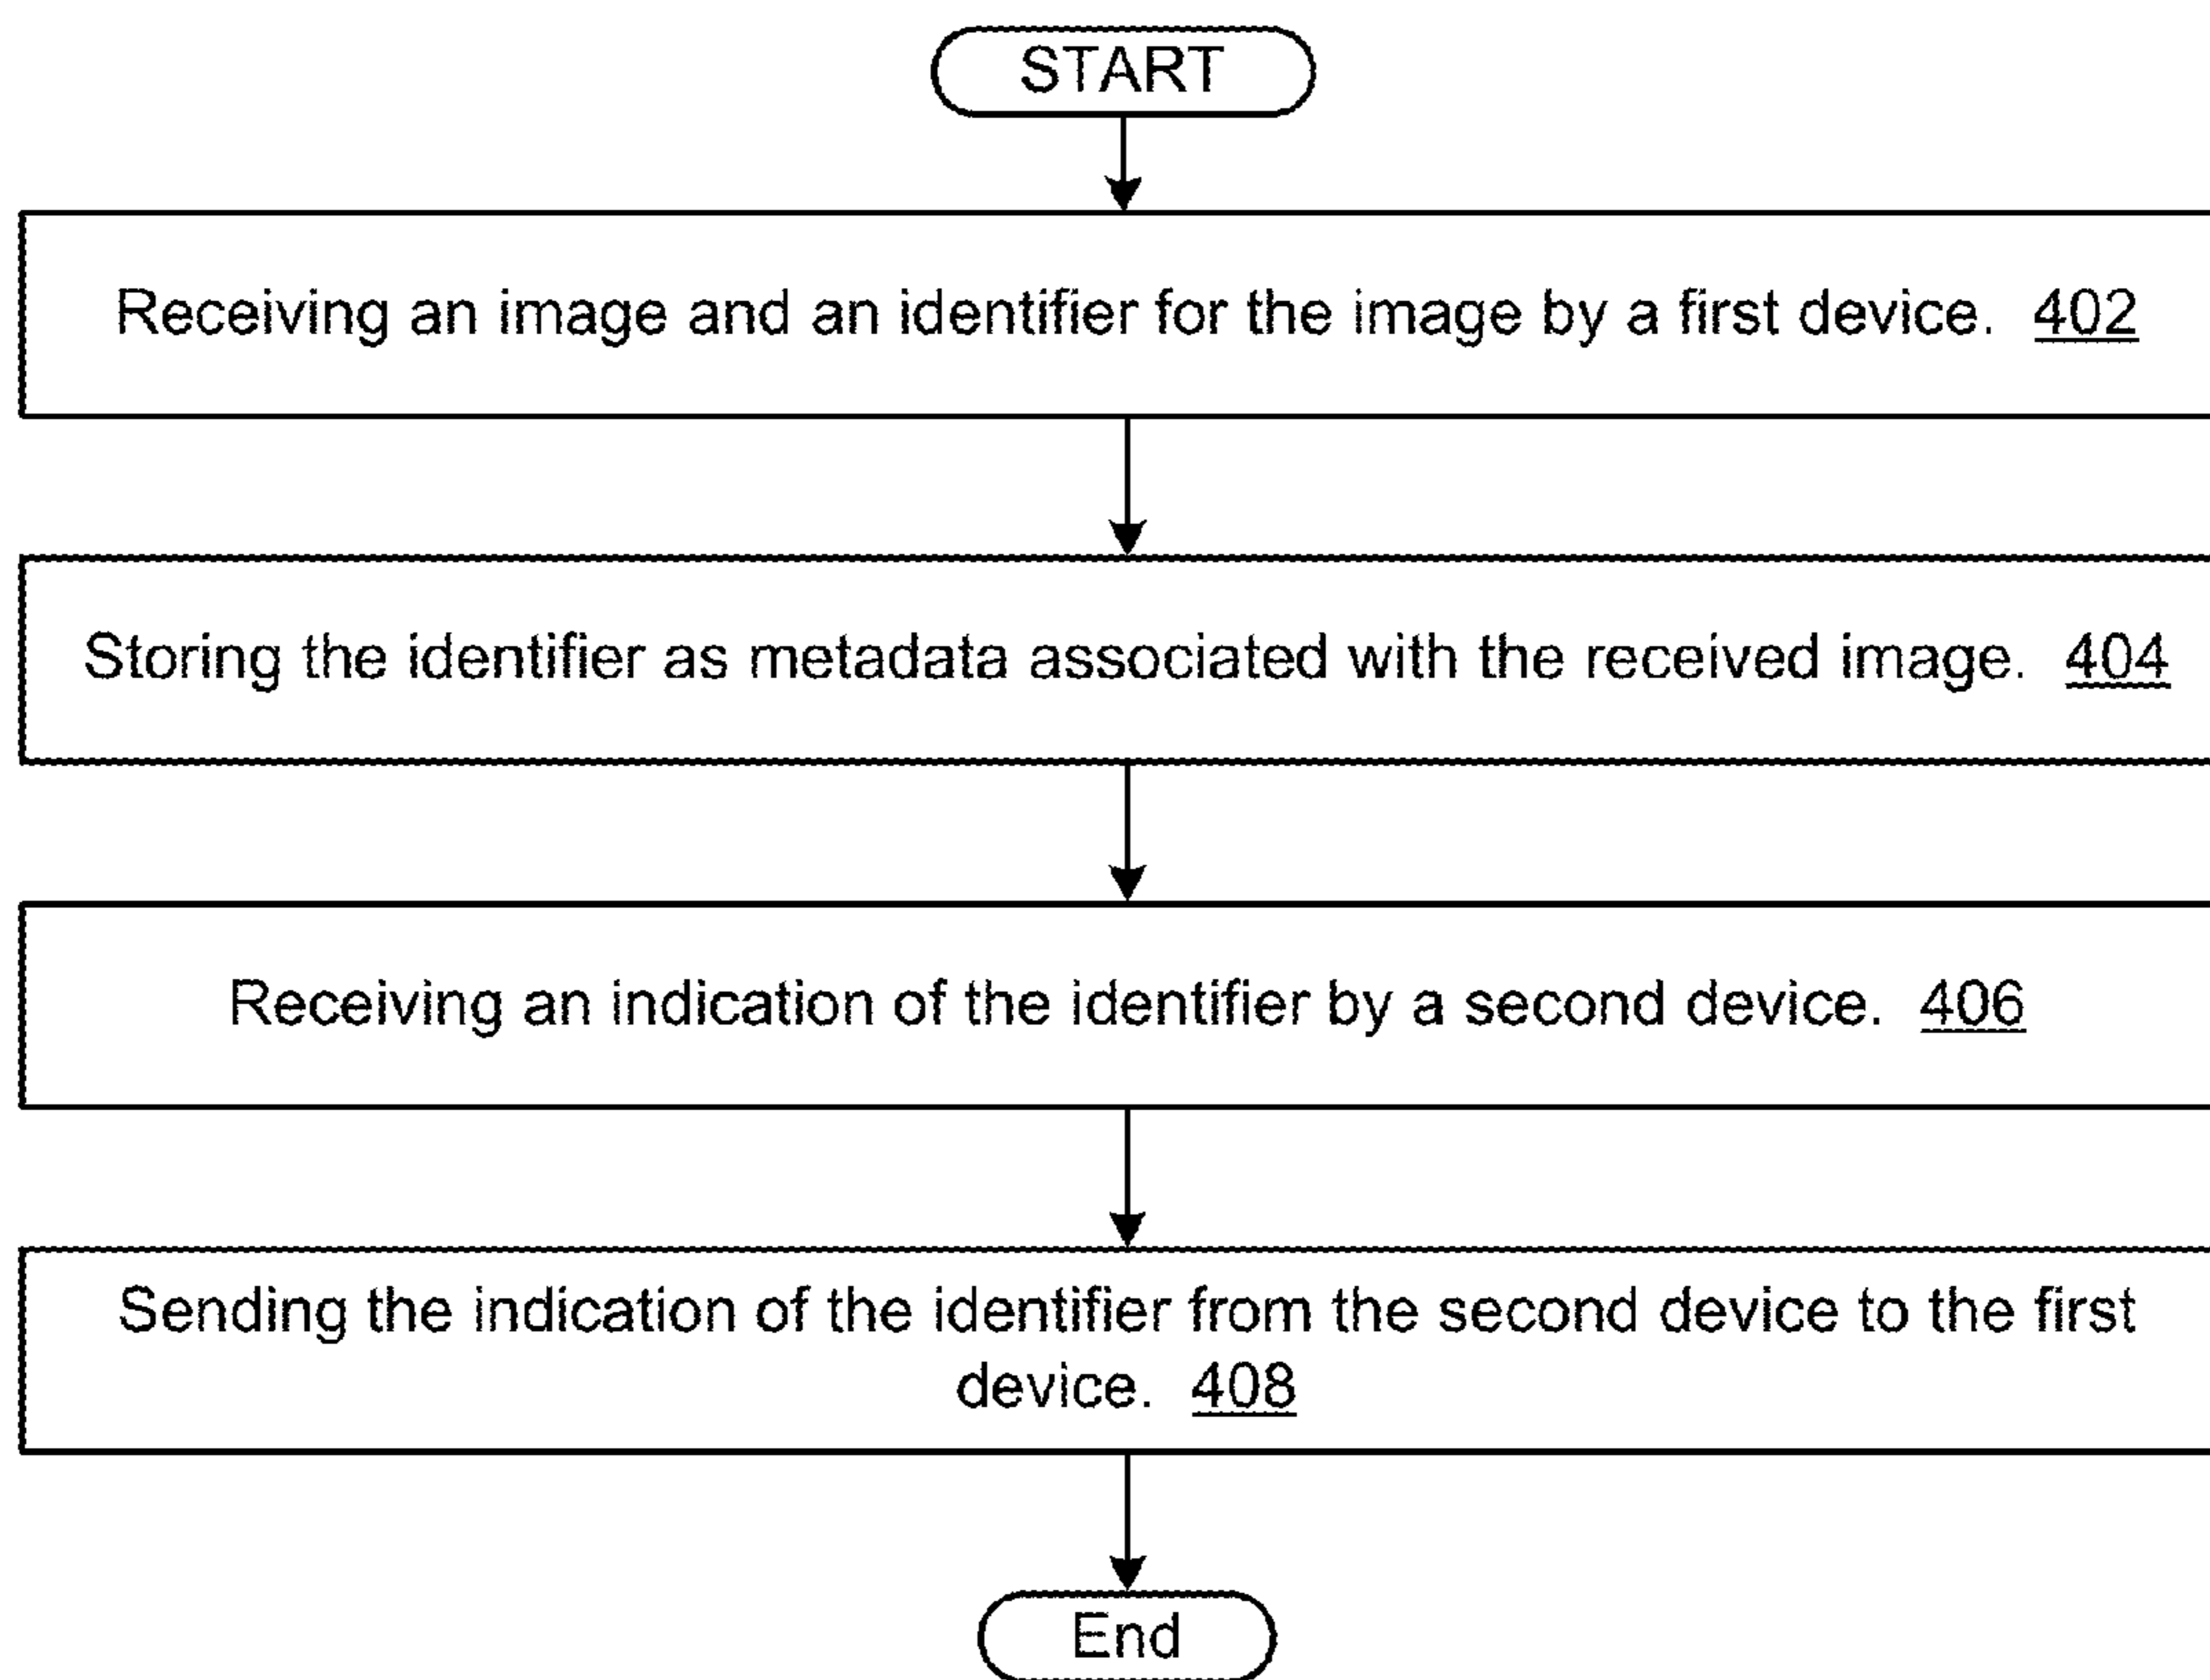 START
Receiving an image and an identifier for the image by a first device. 402
Storing the identifier as metadata associated with the received image. 404
Receiving an indication of the identifier by a second device. 406
Sending the indication of the identifier from the second device to the first
device. 408
End